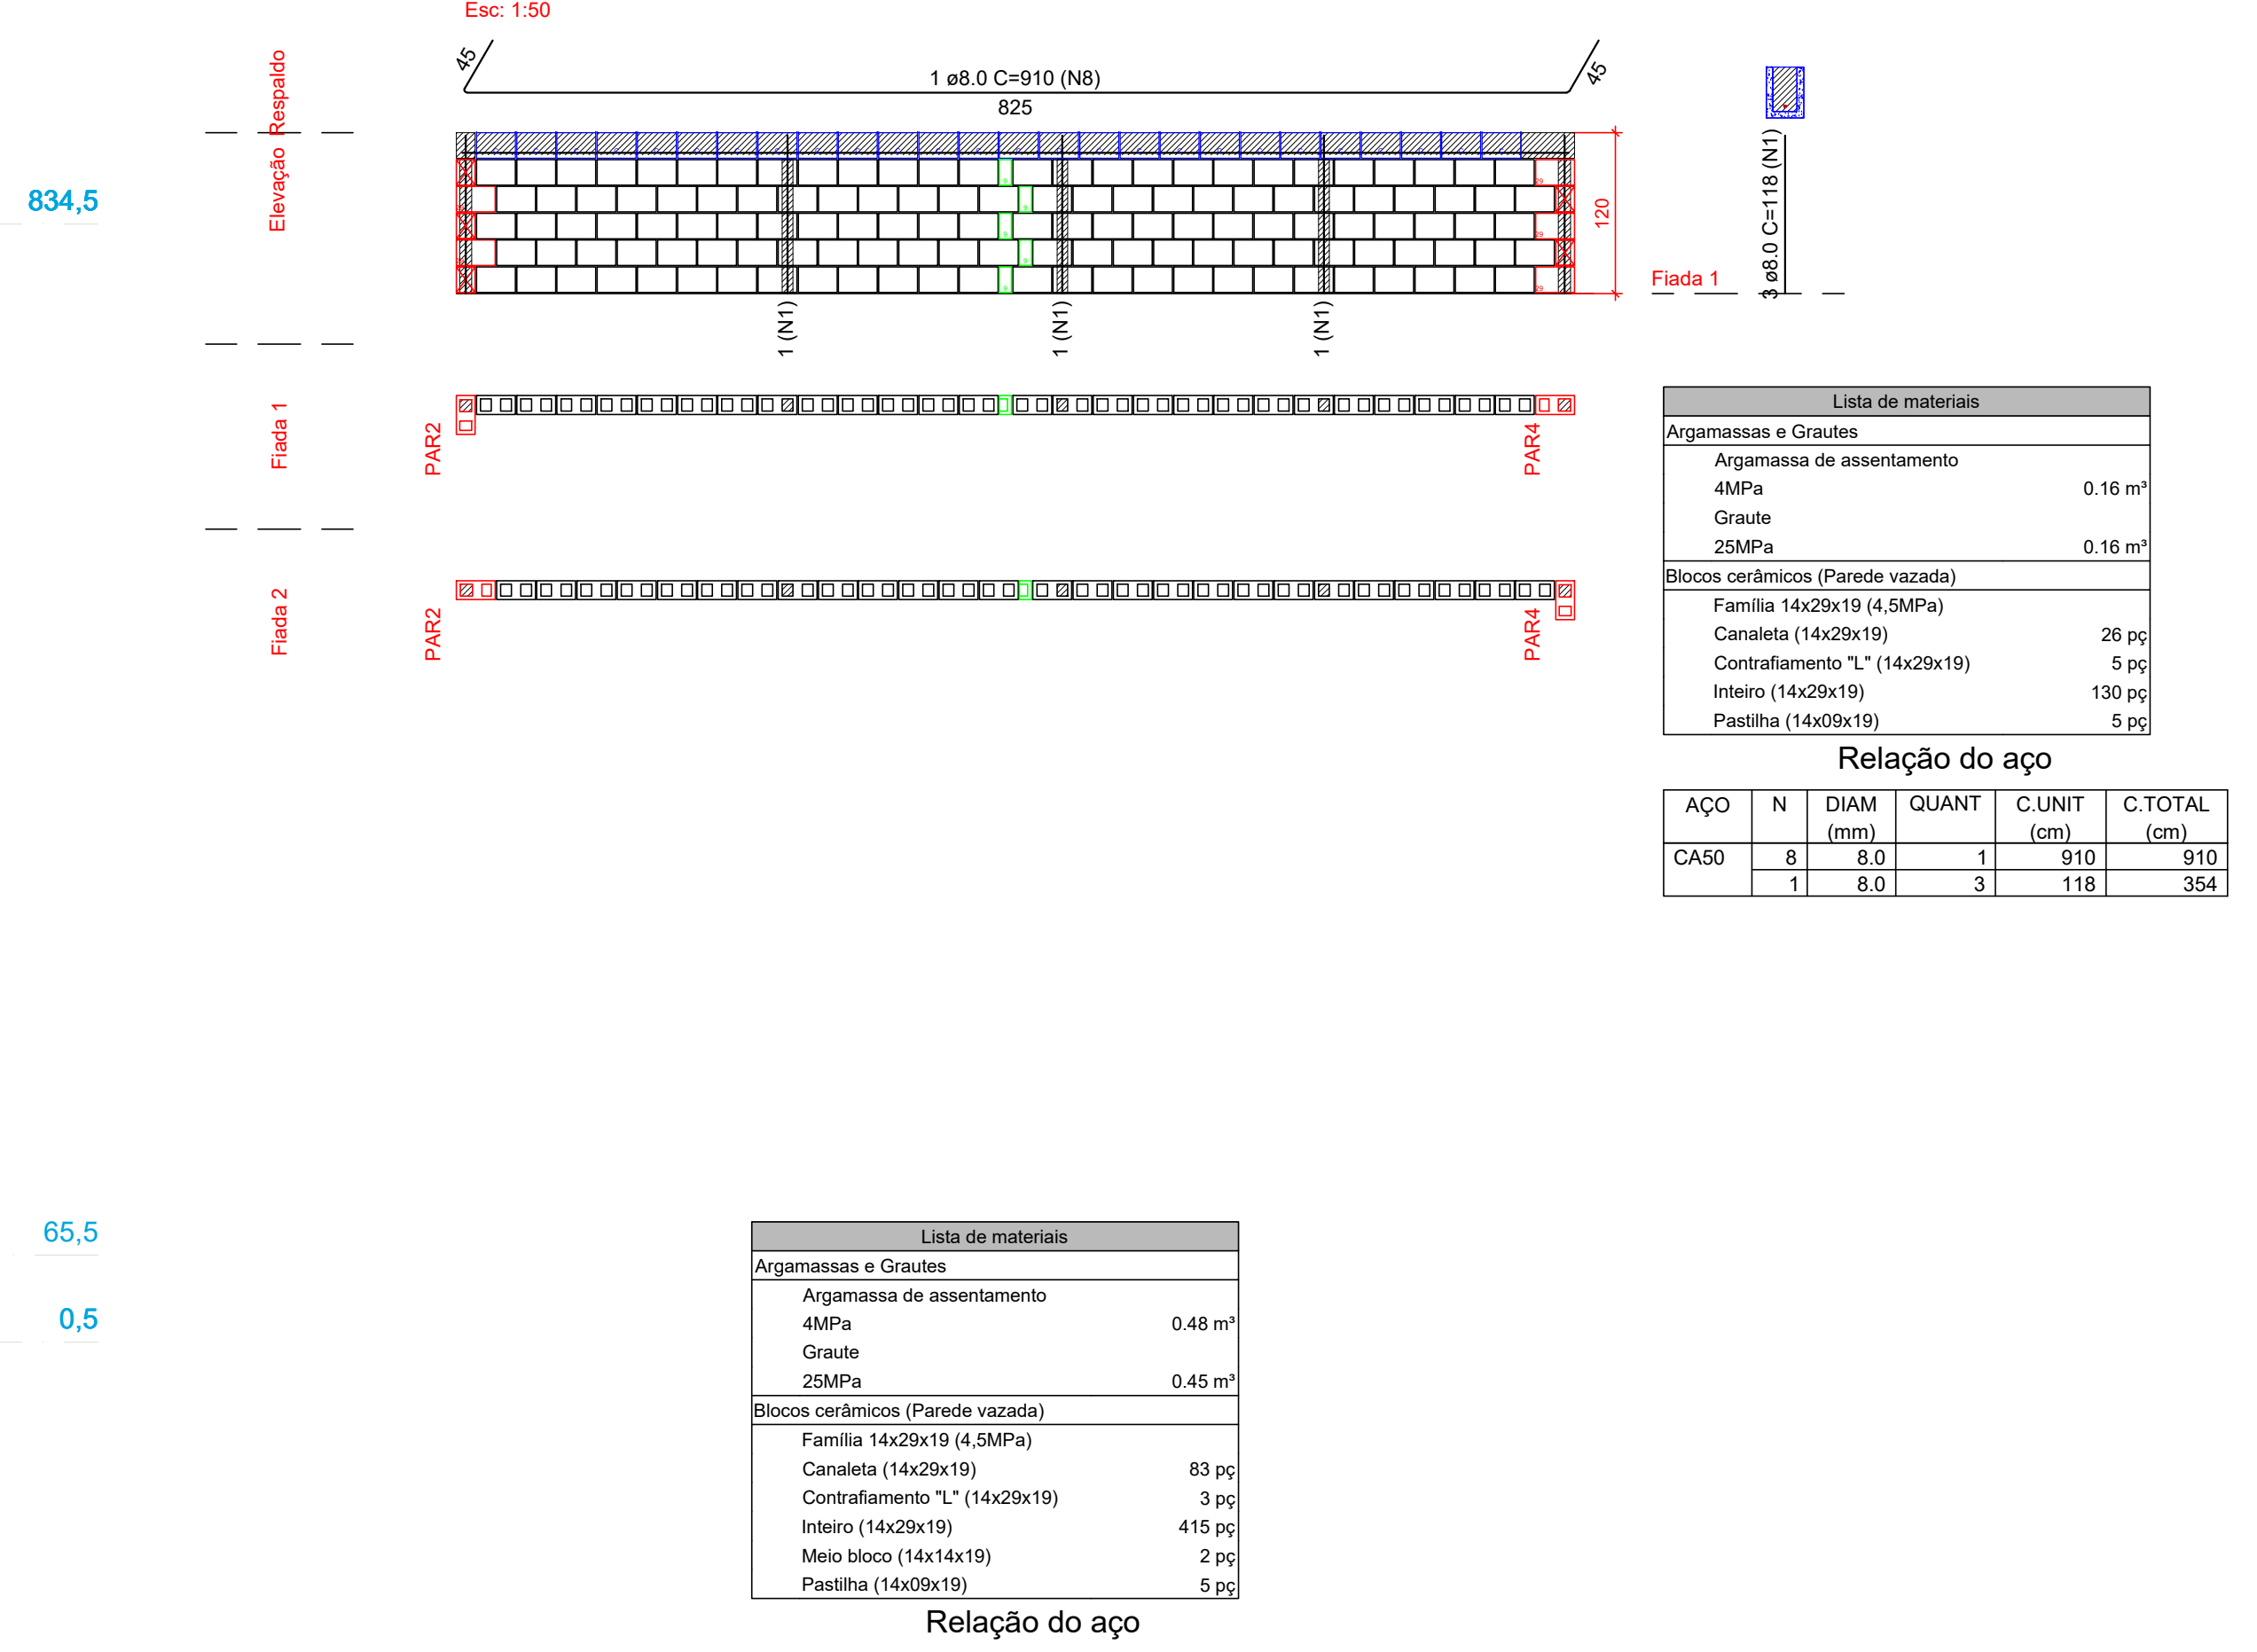 Esc: 1:50
45
1 ø8.0 C=910 (N8)
45
825
Respaldo
Elevação
834,5
120
3 ø8.0 C=118 (N1)
Fiada 1
1 (N1)
1 (N1)
1 (N1)
9
9
9
9
9
29
29
29
Fiada 1
PAR2
PAR4
Fiada 2
PAR2
PAR4
Lista de materiais
Argamassas e Grautes
Argamassa de assentamento
4MPa 0.16 m³
Graute
25MPa 0.16 m³
Blocos cerâmicos (Parede vazada)
Família 14x29x19 (4,5MPa)
Canaleta (14x29x19) 26 pç
Contrafiamento "L" (14x29x19) 5 pç
Inteiro (14x29x19) 130 pç
Pastilha (14x09x19) 5 pç
Relação do aço
AÇO N DIAM QUANT C.UNIT C.TOTAL
(mm) (cm) (cm)
CA50 8 8.0 1 910 910
1 8.0 3 118 354
65,5
0,5
Lista de materiais
Argamassas e Grautes
Argamassa de assentamento
4MPa 0.48 m³
Graute
25MPa 0.45 m³
Blocos cerâmicos (Parede vazada)
Família 14x29x19 (4,5MPa)
Canaleta (14x29x19) 83 pç
Contrafiamento "L" (14x29x19) 3 pç
Inteiro (14x29x19) 415 pç
Meio bloco (14x14x19) 2 pç
Pastilha (14x09x19) 5 pç
Relação do aço